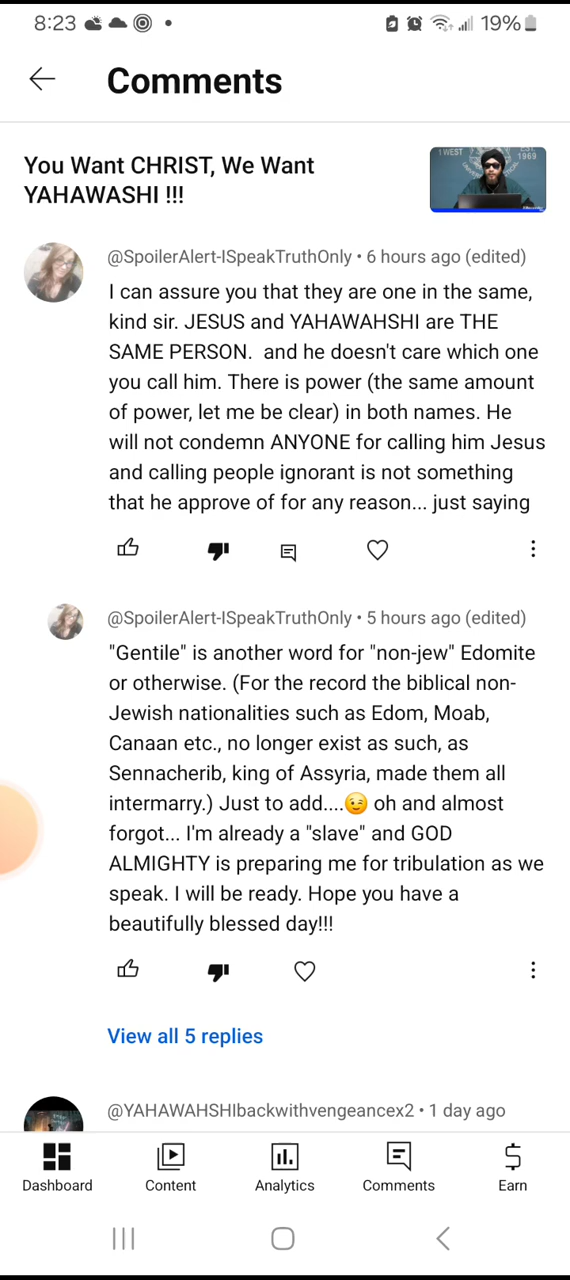 8:23
19%
Comments
You Want CHRIST, We Want
YAHAWASHI !!!
1WEST
EST.
1969
@SpoilerAlert-ISpeakTruthOnly • 6 hours ago (edited)
I can assure you that they are one in the same,
kind sir. JESUS and YAHAWAHSHI are THE
SAME PERSON.  and he doesn't care which one
you call him. There is power (the same amount
of power, let me be clear) in both names. He
will not condemn ANYONE for calling him Jesus
and calling people ignorant is not something
that he approve of for any reason... just saying
@SpoilerAlert-ISpeakTruthOnly • 5 hours ago (edited)
"Gentile" is another word for "non-jew" Edomite
or otherwise. (For the record the biblical non-
Jewish nationalities such as Edom, Moab,
Canaan etc., no longer exist as such, as
Sennacherib, king of Assyria, made them all
intermarry.) Just to add....😉 oh and almost
forgot... I'm already a "slave" and GOD
ALMIGHTY is preparing me for tribulation as we
speak. I will be ready. Hope you have a
beautifully blessed day!!!
View all 5 replies
@YAHAWAHSHIbackwithvengeancex2 • 1 day ago
Dashboard
Content
Analytics
Comments
Earn